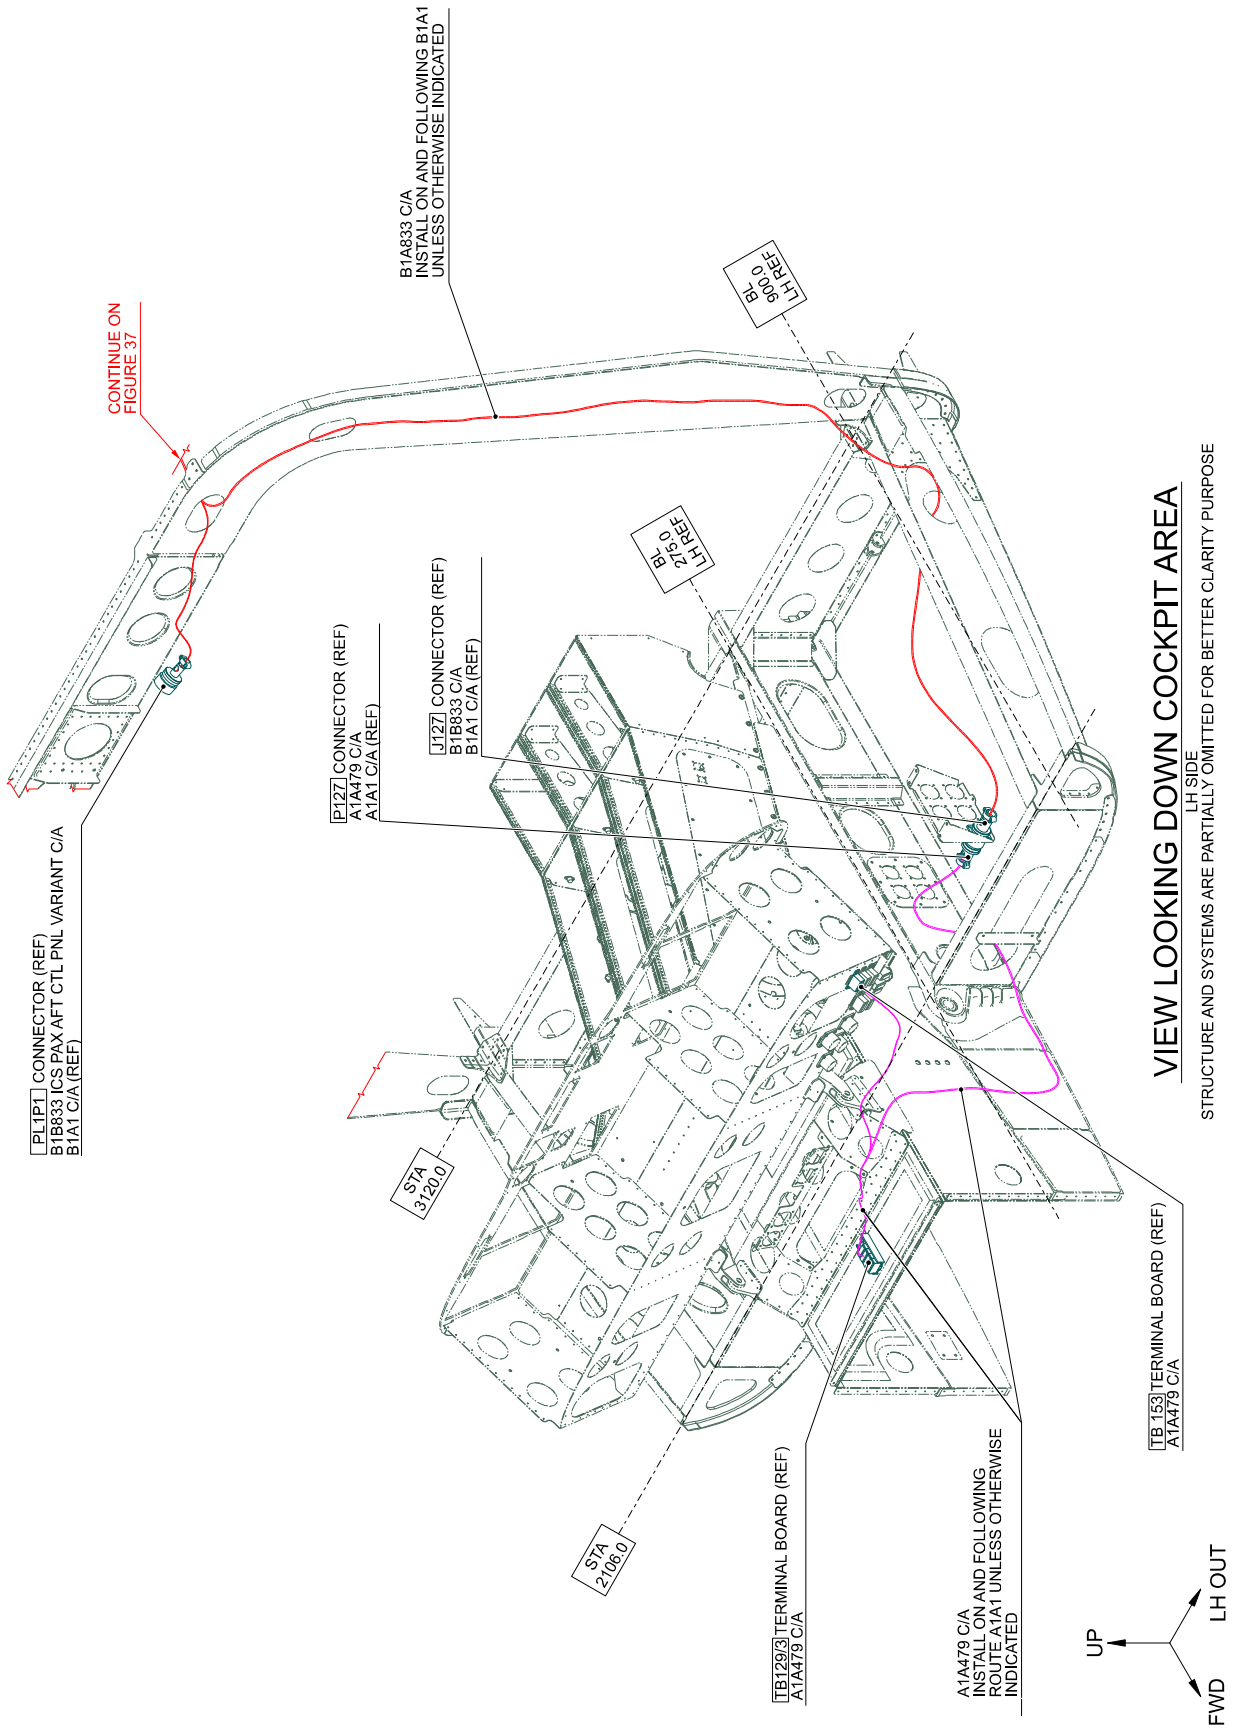 PL1P1 CONNECTOR (REF)
B1B833 ICS PAX AFT CTL PNL VARIANT C/A
B1A1 C/A (REF)
CONTINUE ON
FIGURE 37
B1A833 C/A
INSTALL ON AND FOLLOWING B1A1
UNLESS OTHERWISE INDICATED
P127 CONNECTOR (REF)
A1A479 C/A
A1A1 C/A (REF)
J127 CONNECTOR (REF)
B1B833 C/A
B1A1 C/A (REF)
BL
900.0
LH REF
BL
275.0
LH REF
STA
3120.0
STA
2106.0
TB129/3 TERMINAL BOARD (REF)
A1A479 C/A
A1A479 C/A
INSTALL ON AND FOLLOWING
ROUTE A1A1 UNLESS OTHERWISE
INDICATED
TB 153 TERMINAL BOARD (REF)
A1A479 C/A
VIEW LOOKING DOWN COCKPIT AREA
LH SIDE
STRUCTURE AND SYSTEMS ARE PARTIALLY OMITTED FOR BETTER CLARITY PURPOSE
UP
FWD
LH OUT